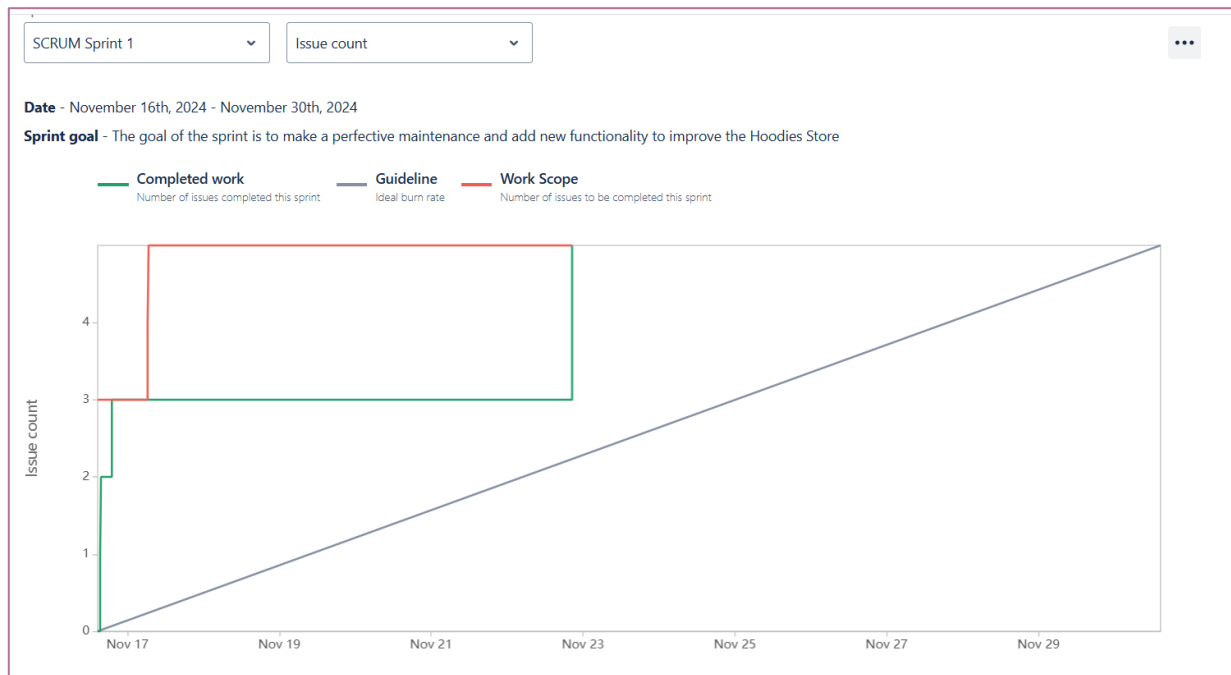 SCRUM Sprint 1
Issue count
Date - November 16th, 2024 - November 30th, 2024
Sprint goal - The goal of the sprint is to make a perfective maintenance and add new functionality to improve the Hoodies Store
Completed work
Number of issues completed this sprint
Guideline
Ideal burn rate
Work Scope
Number of issues to be completed this sprint
Issue count
4
3
2
1
0
Nov 17
Nov 19
Nov 21
Nov 23
Nov 25
Nov 27
Nov 29